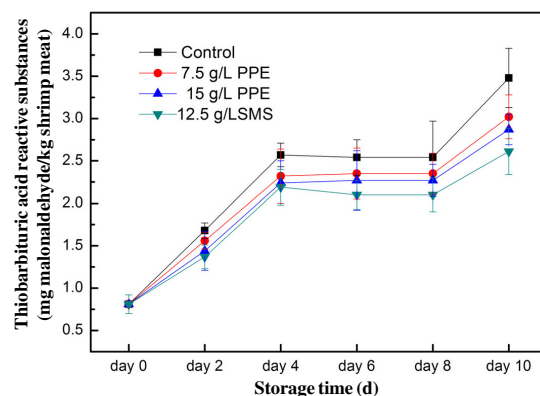 Thiobarbituric acid reactive substances
(mg malonaldehyde/kg shrimp meat)
4.0
3.5
3.0
2.5
2.0
1.5
1.0
0.5
Control
7.5 g/L PPE
15 g/L PPE
12.5 g/LSMS
day 0 day 2 day 4 day 6 day 8 day 10
Storage time (d)